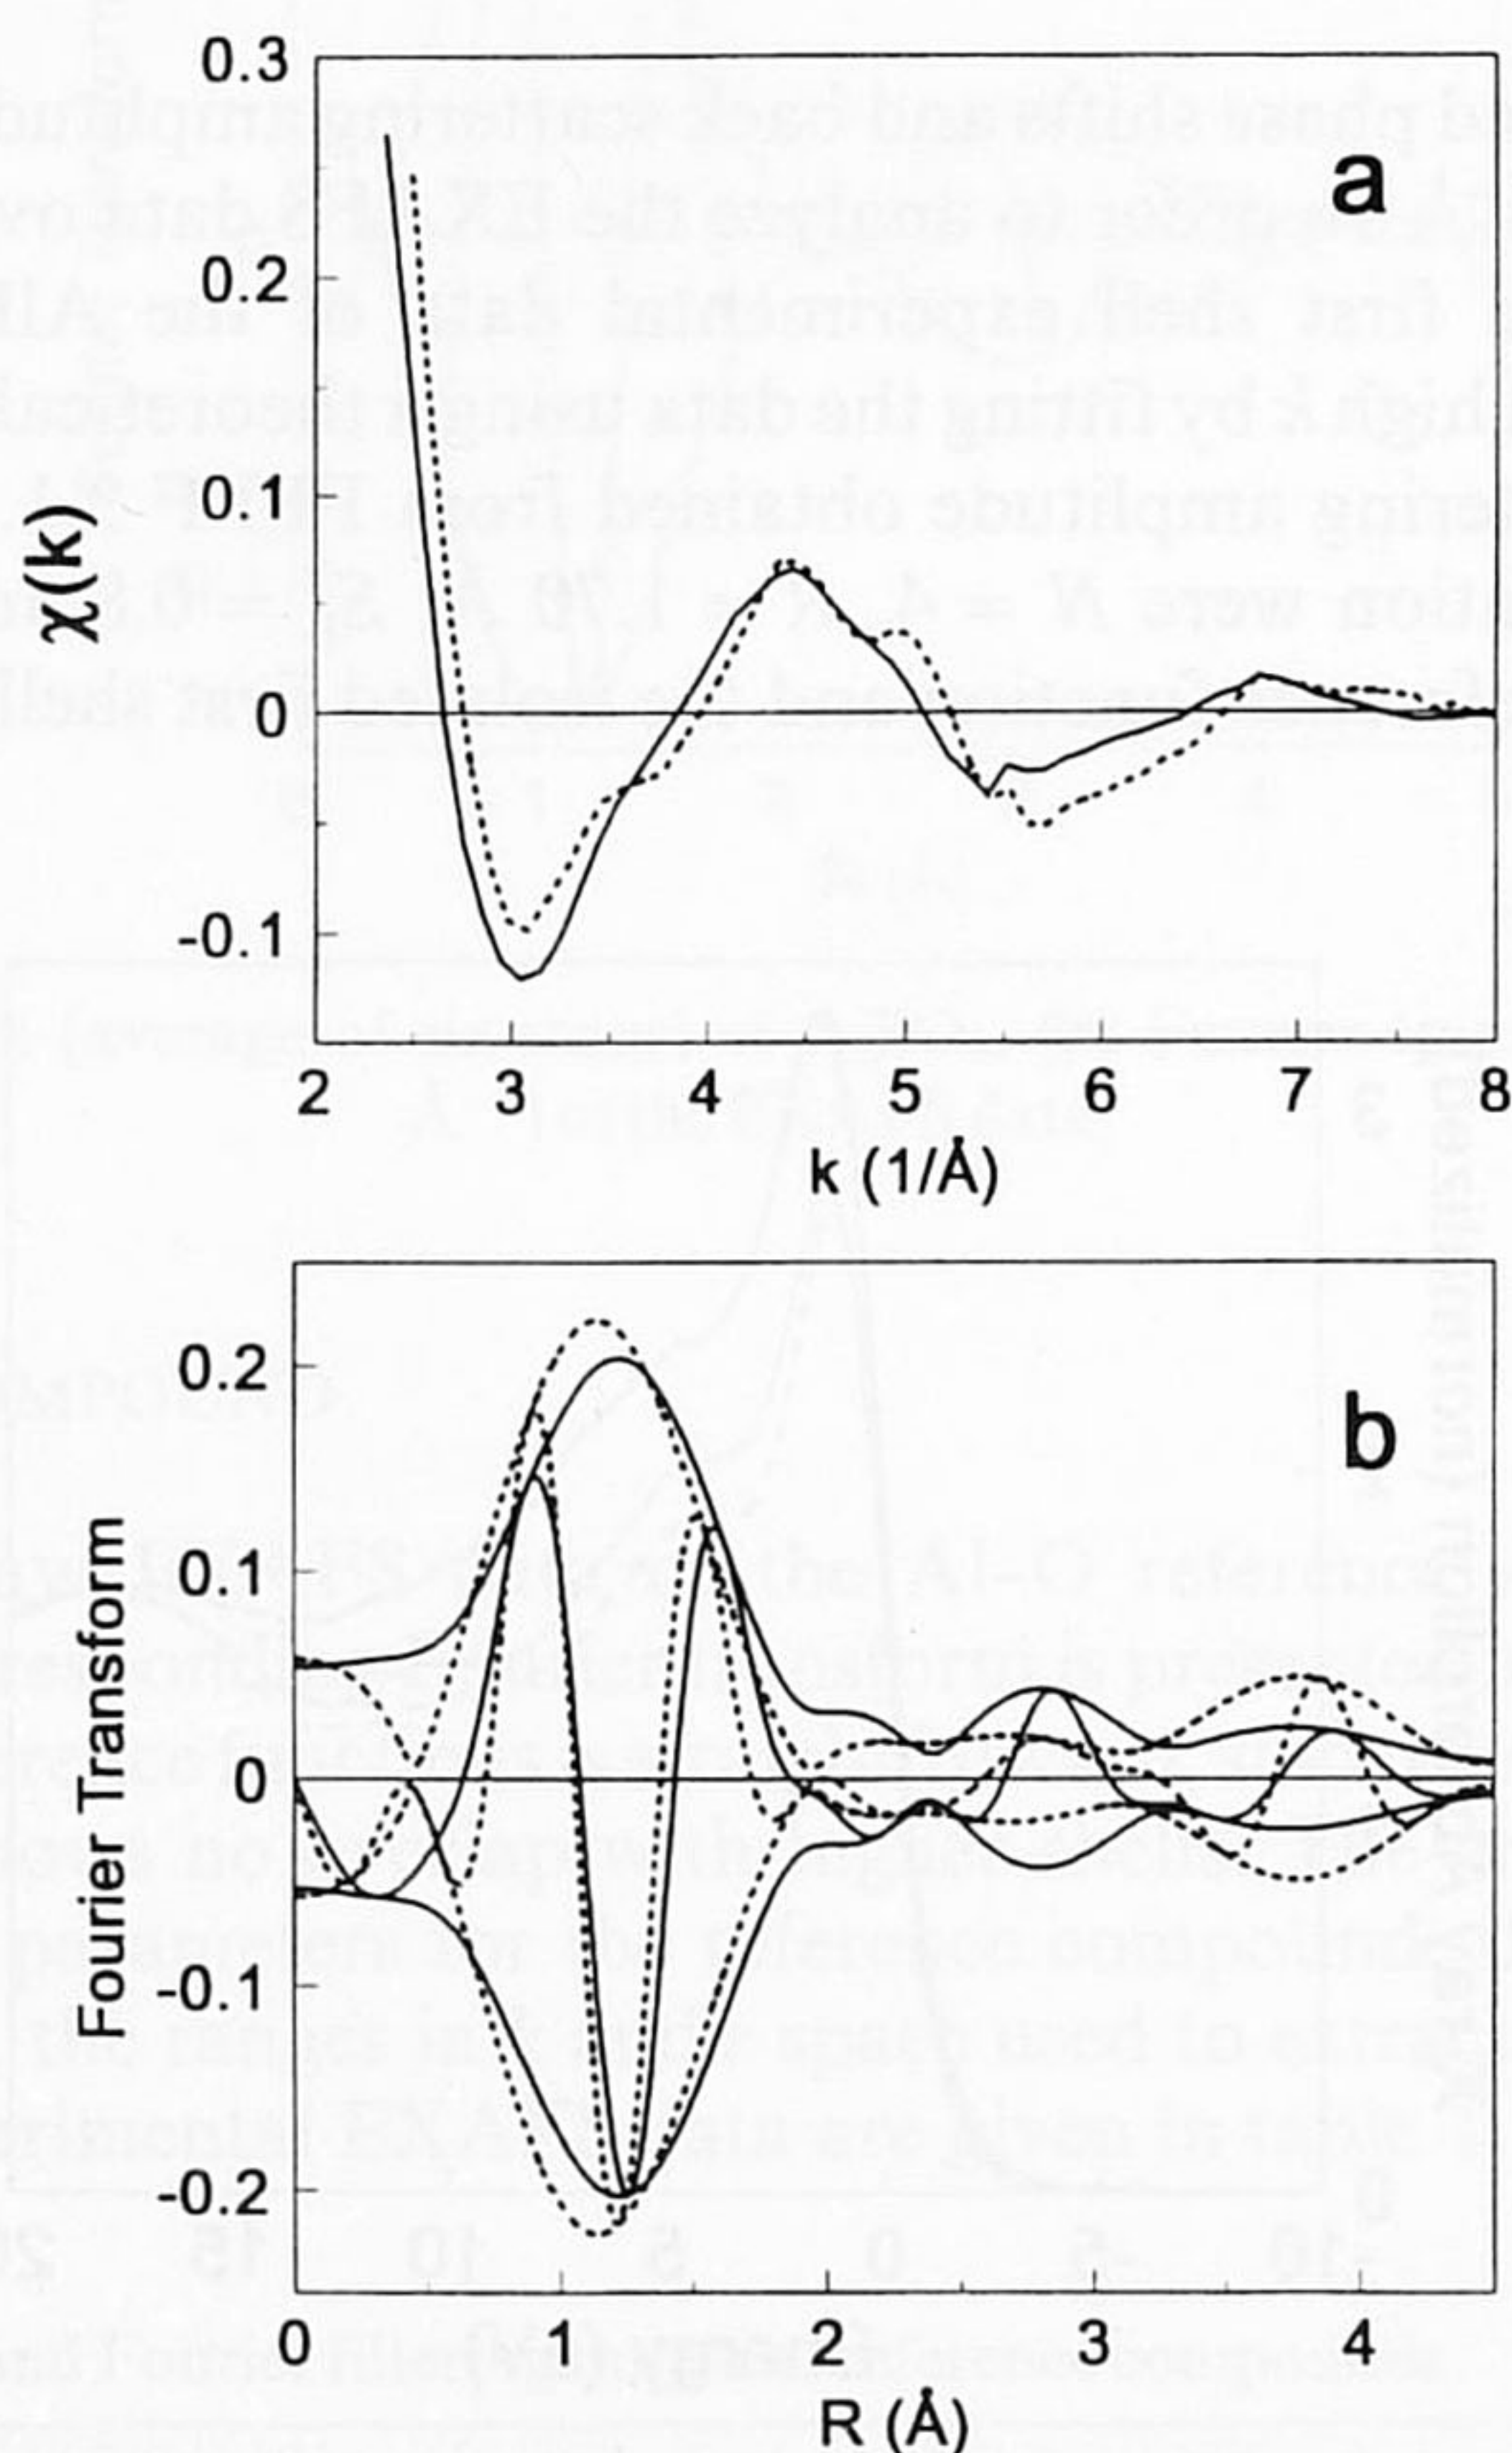 0.3
0.2
0.1
0
-0.1
χ(k)
a
2 3 4 5 6 7 8
k (1/Å)
0.2
0.1
0
-0.1
-0.2
Fourier Transform
b
0 1 2 3 4
R (Å)